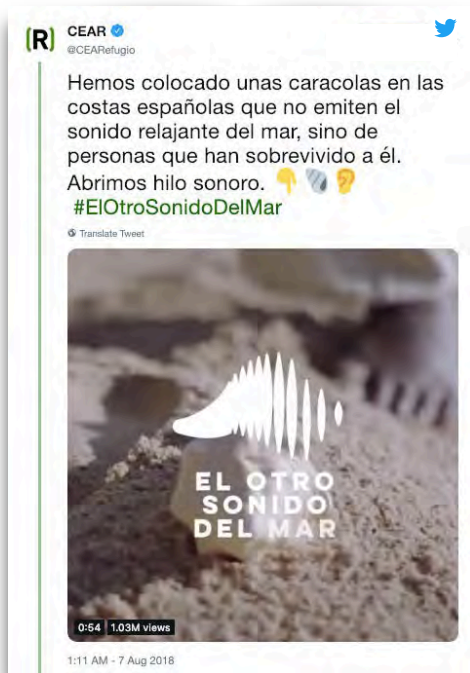 (R)
CEAR
@CEARefugio
Hemos colocado unas caracolas en las
costas españolas que no emiten el
sonido relajante del mar, sino de
personas que han sobrevivido a él.
Abrimos hilo sonoro. 👇 🐚 👂
#ElOtroSonidoDelMar
Translate Tweet
EL OTRO
SONIDO
DEL MAR
0:54 1.03M views
1:11 AM - 7 Aug 2018